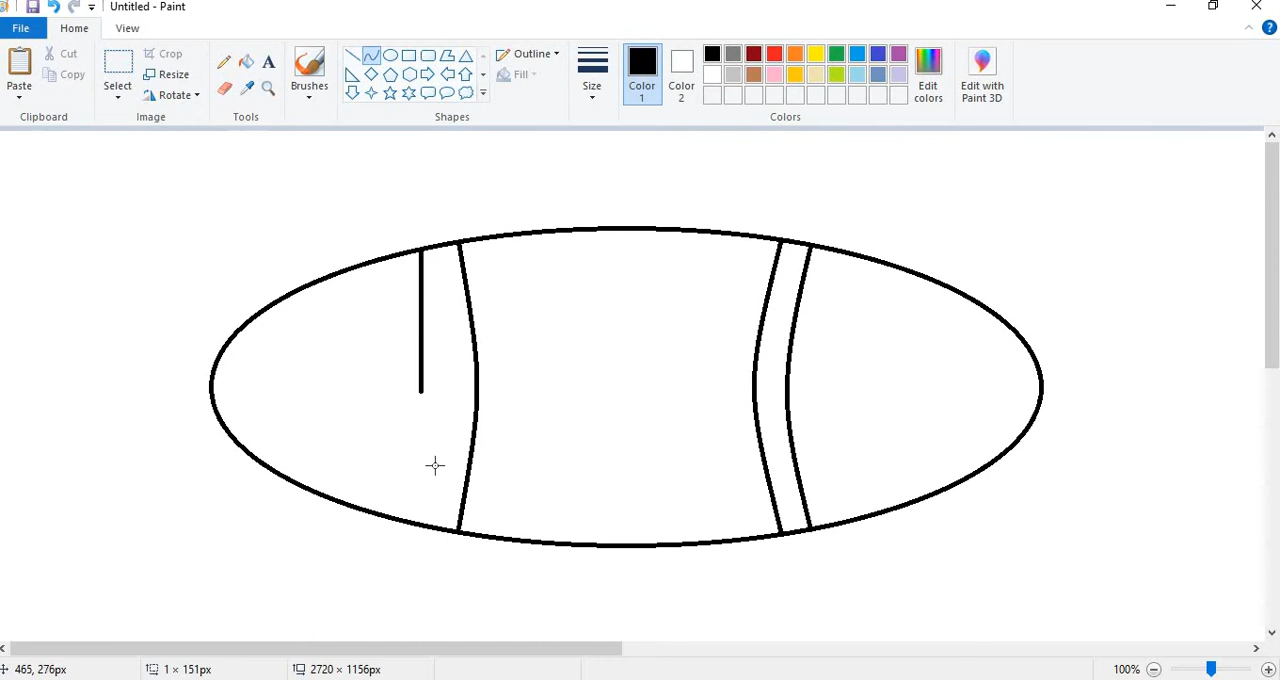 Untitled - Paint
File Home View
Paste
Cut
Copy
Clipboard
Select
Crop
Resize
Rotate
Image
A
Tools
Brushes
Shapes
Outline
Fill
Size
Color 1
Color 2
Edit colors
Colors
Edit with Paint 3D
465, 276px 1 × 151px 2720 × 1156px 100%